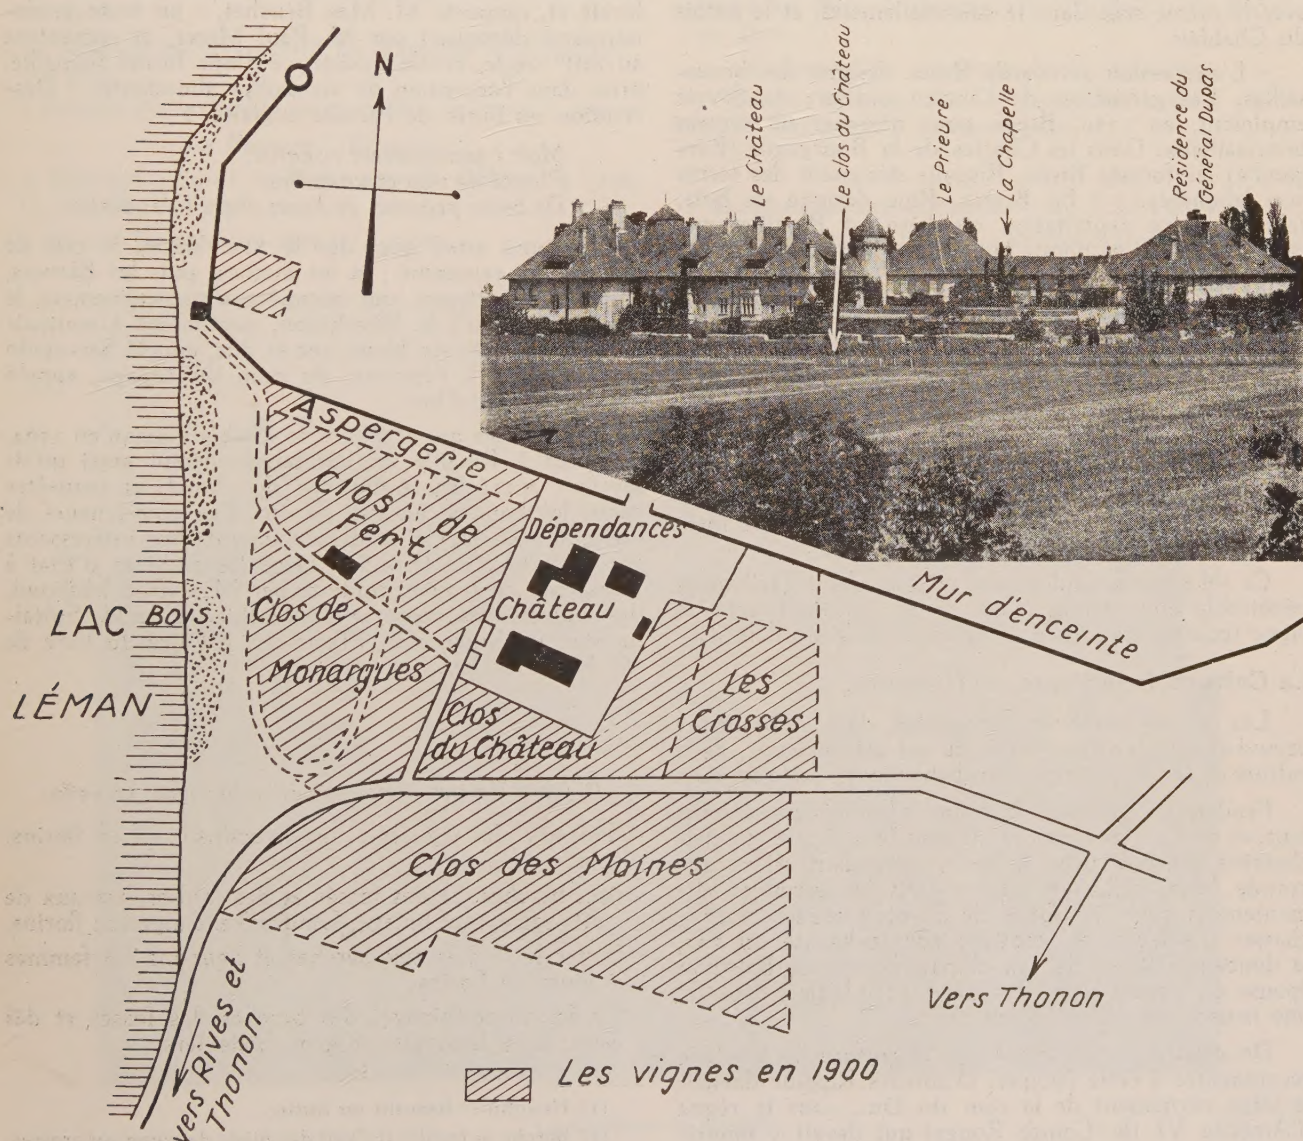 N
Le Château
Le Clos du Château
Le Prieure
La Chapelle
Résidence du
Général Dupas
Aspergerie
Clos de
Fert
Dépendances
Château
Mur d'enceinte
LAC
LÉMAN
BOIS
Clos de
Monargues
Les
Crosses
Clos
du Château
Clos des Moines
Vers Thonon
vers Rives et
Thonon
Les vignes en 1900